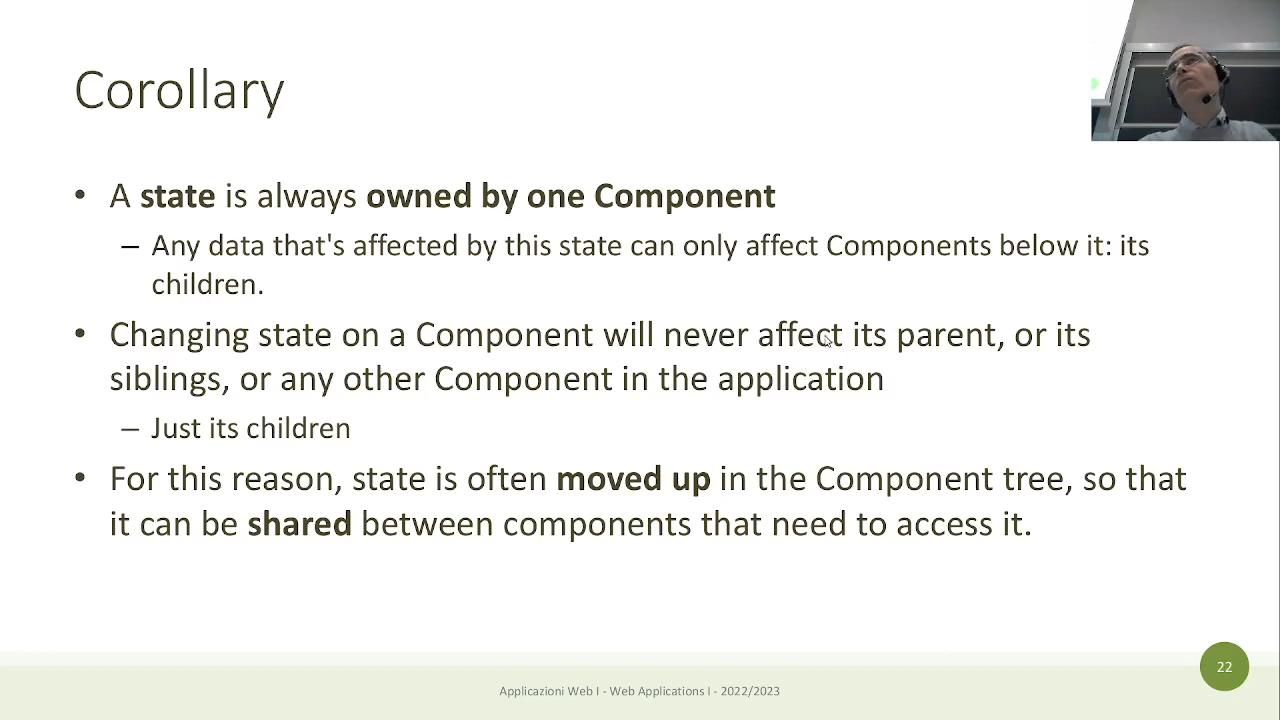 Corollary
• A state is always owned by one Component
– Any data that's affected by this state can only affect Components below it: its
children.
• Changing state on a Component will never affect its parent, or its
siblings, or any other Component in the application
– Just its children
• For this reason, state is often moved up in the Component tree, so that
it can be shared between components that need to access it.
22
Applicazioni Web I - Web Applications I - 2022/2023